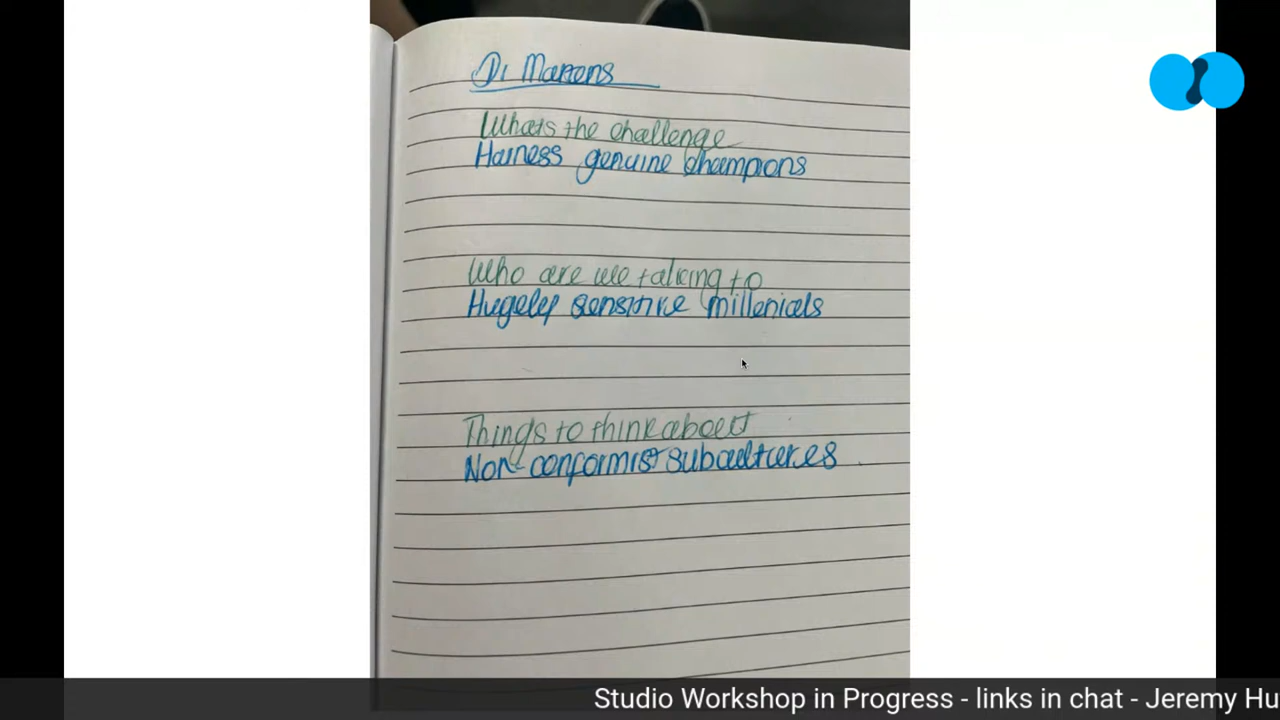 Dr Martens
Whats the challenge
Harness genuine champions
Who are we talking to
Hugely sensitive millenials
Things to think about
Non-conformist subcultures
Studio Workshop in Progress - links in chat - Jeremy Hu